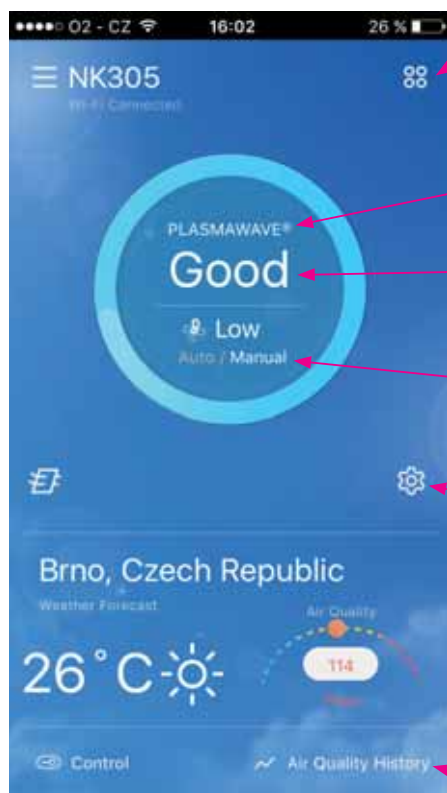 ●●●●○ O2 - CZ 16:02 26 %
NK305
Wi-Fi Connected
PLASMAWAVE®
Good
Low
Auto / Manual
Brno, Czech Republic
Weather Forecast
Air Quality
26°C
114
Control
Air Quality History